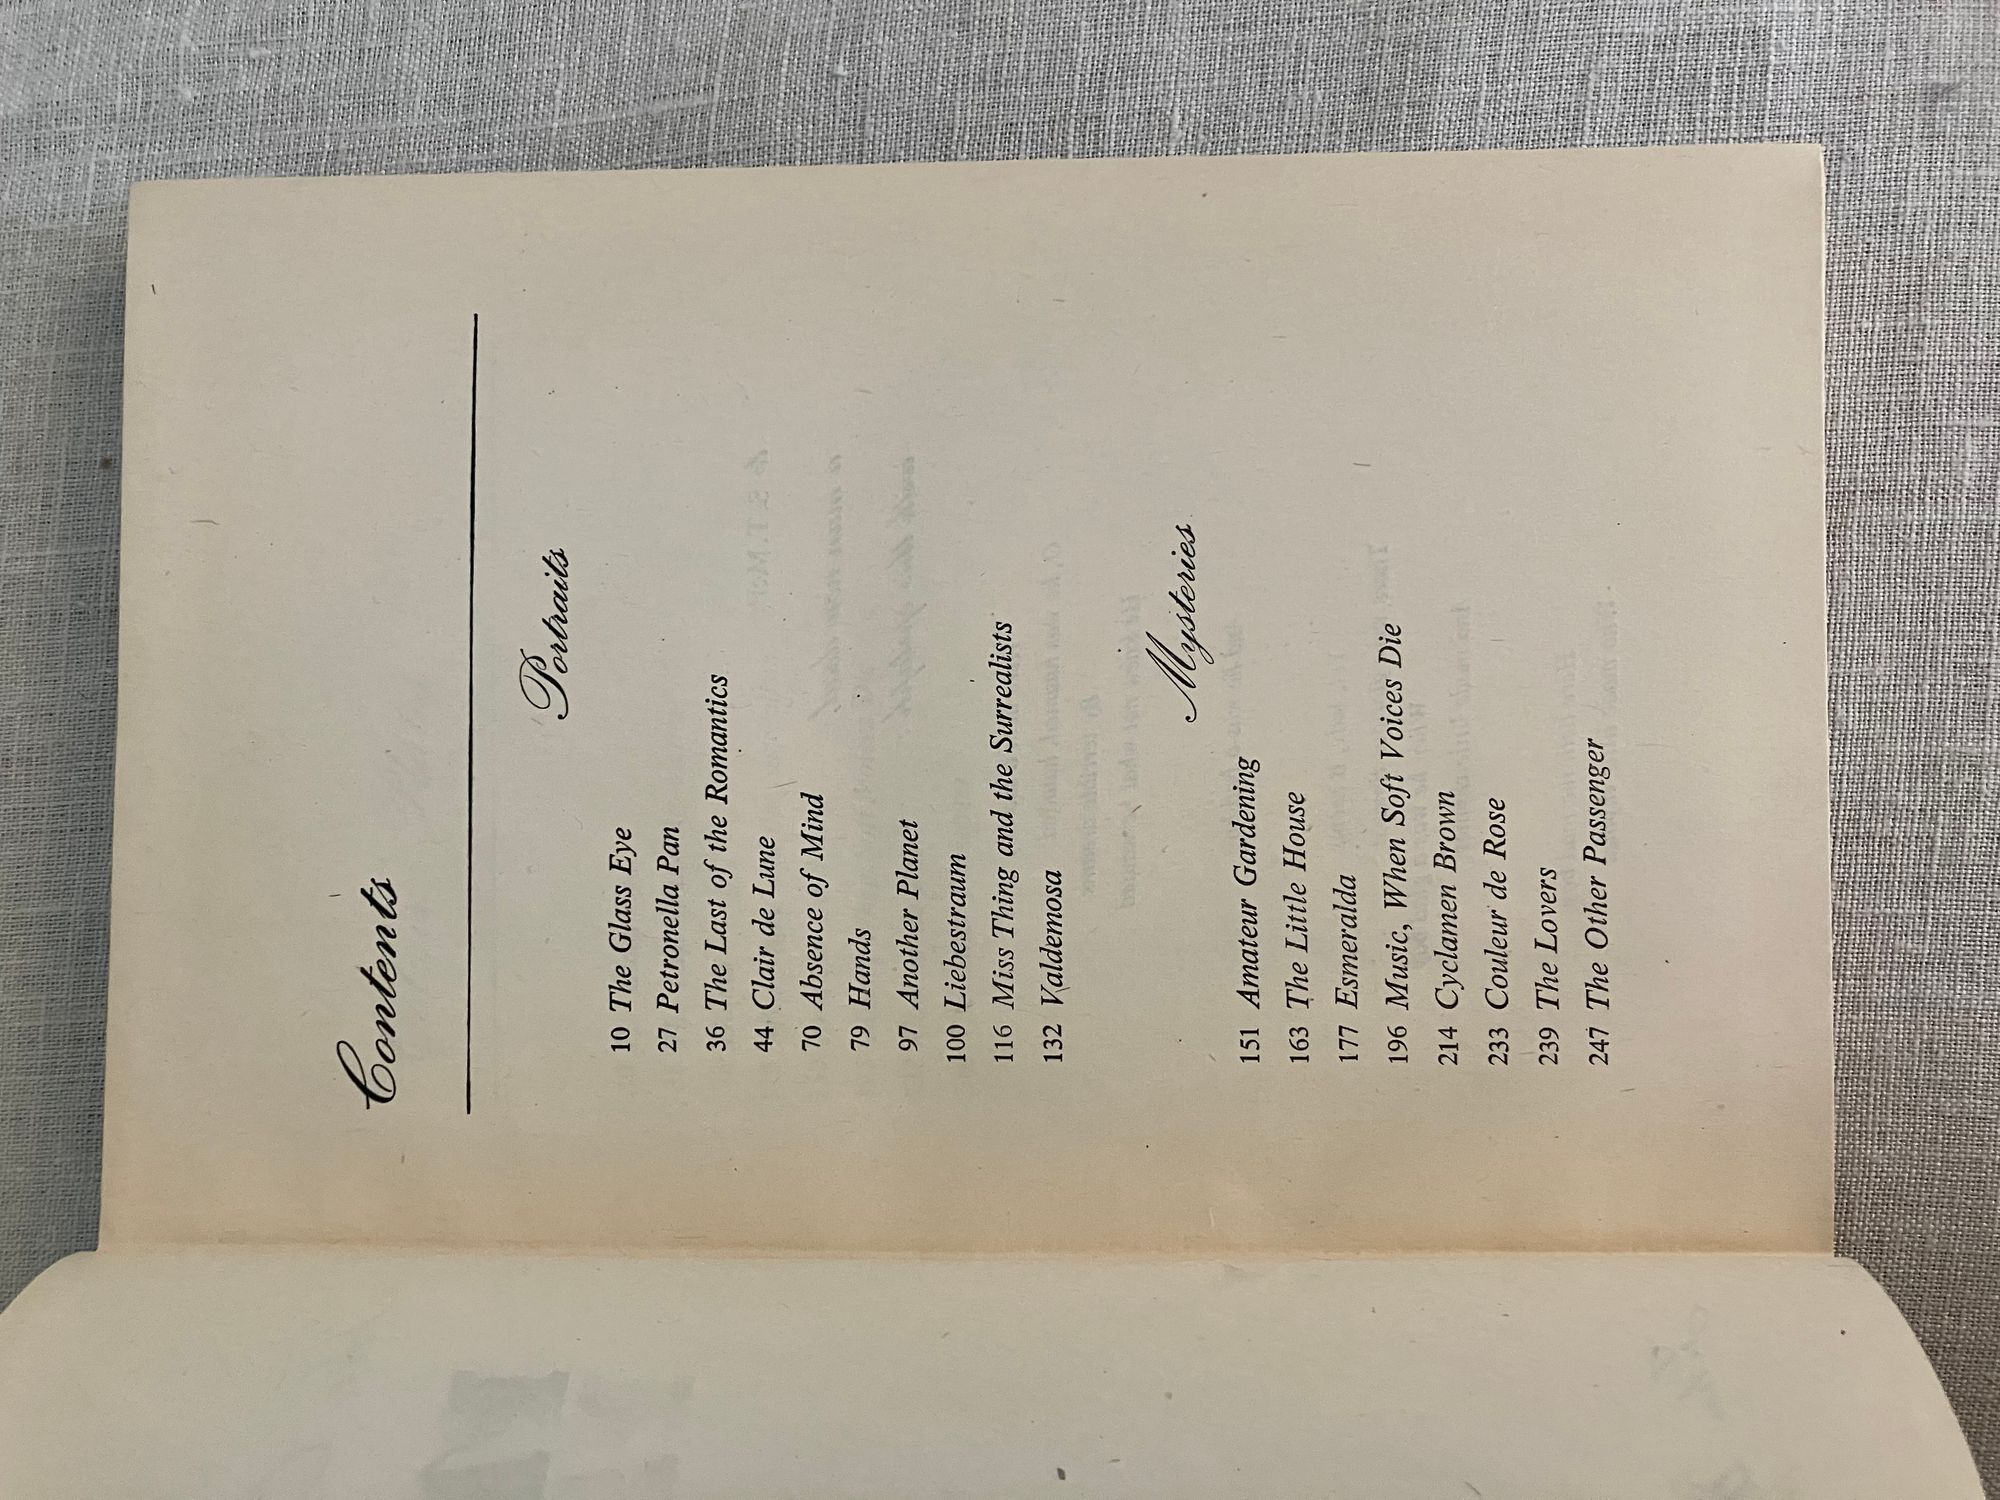 Contents
Portraits
10 The Glass Eye
27 Petronella Pan
36 The Last of the Romantics
44 Clair de Lune
70 Absence of Mind
79 Hands
97 Another Planet
100 Liebestraum
116 Miss Thing and the Surrealists
132 Valdemosa
Mysteries
151 Amateur Gardening
163 The Little House
177 Esmeralda
196 Music, When Soft Voices Die
214 Cyclamen Brown
233 Couleur de Rose
239 The Lovers
247 The Other Passenger